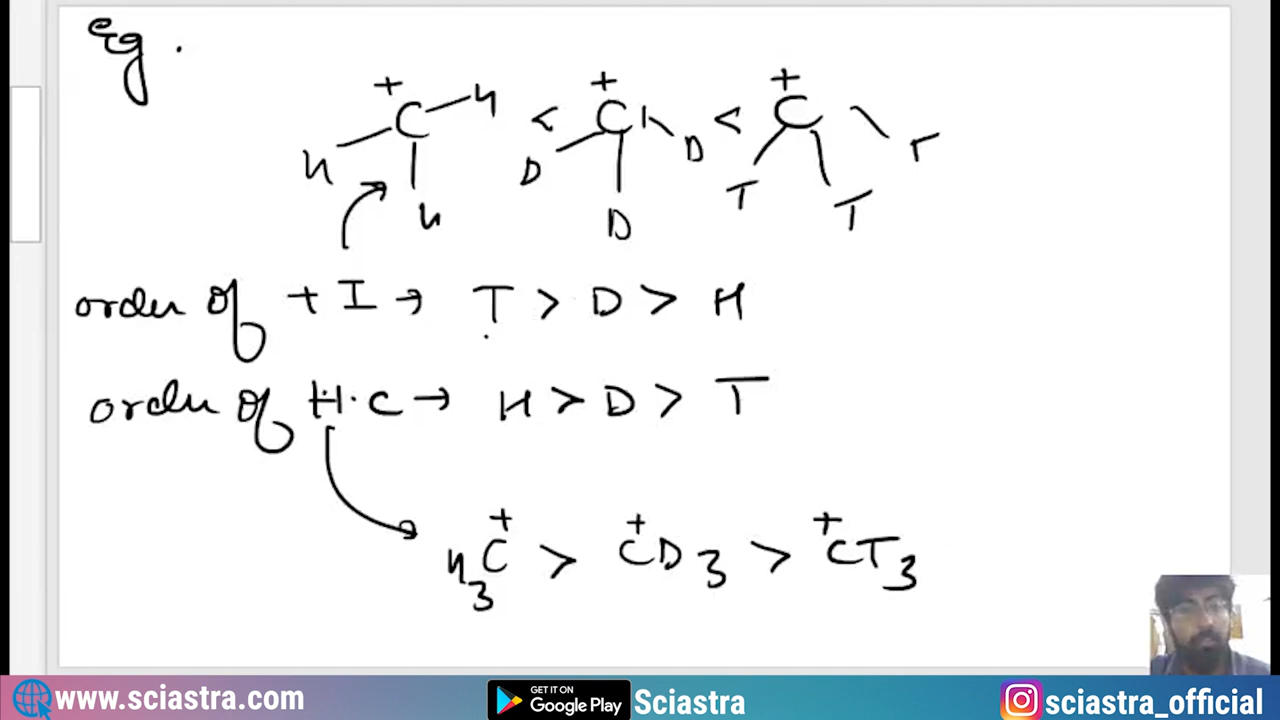 Eg.
+ + +
H C H < D C D < T C T
H D T
order of + I → T > D > H
order of H.C → H > D > T
H3C+ > +CD3 > +CT3
www.sciastra.com GET IT ON Google Play Sciastra sciastra_official